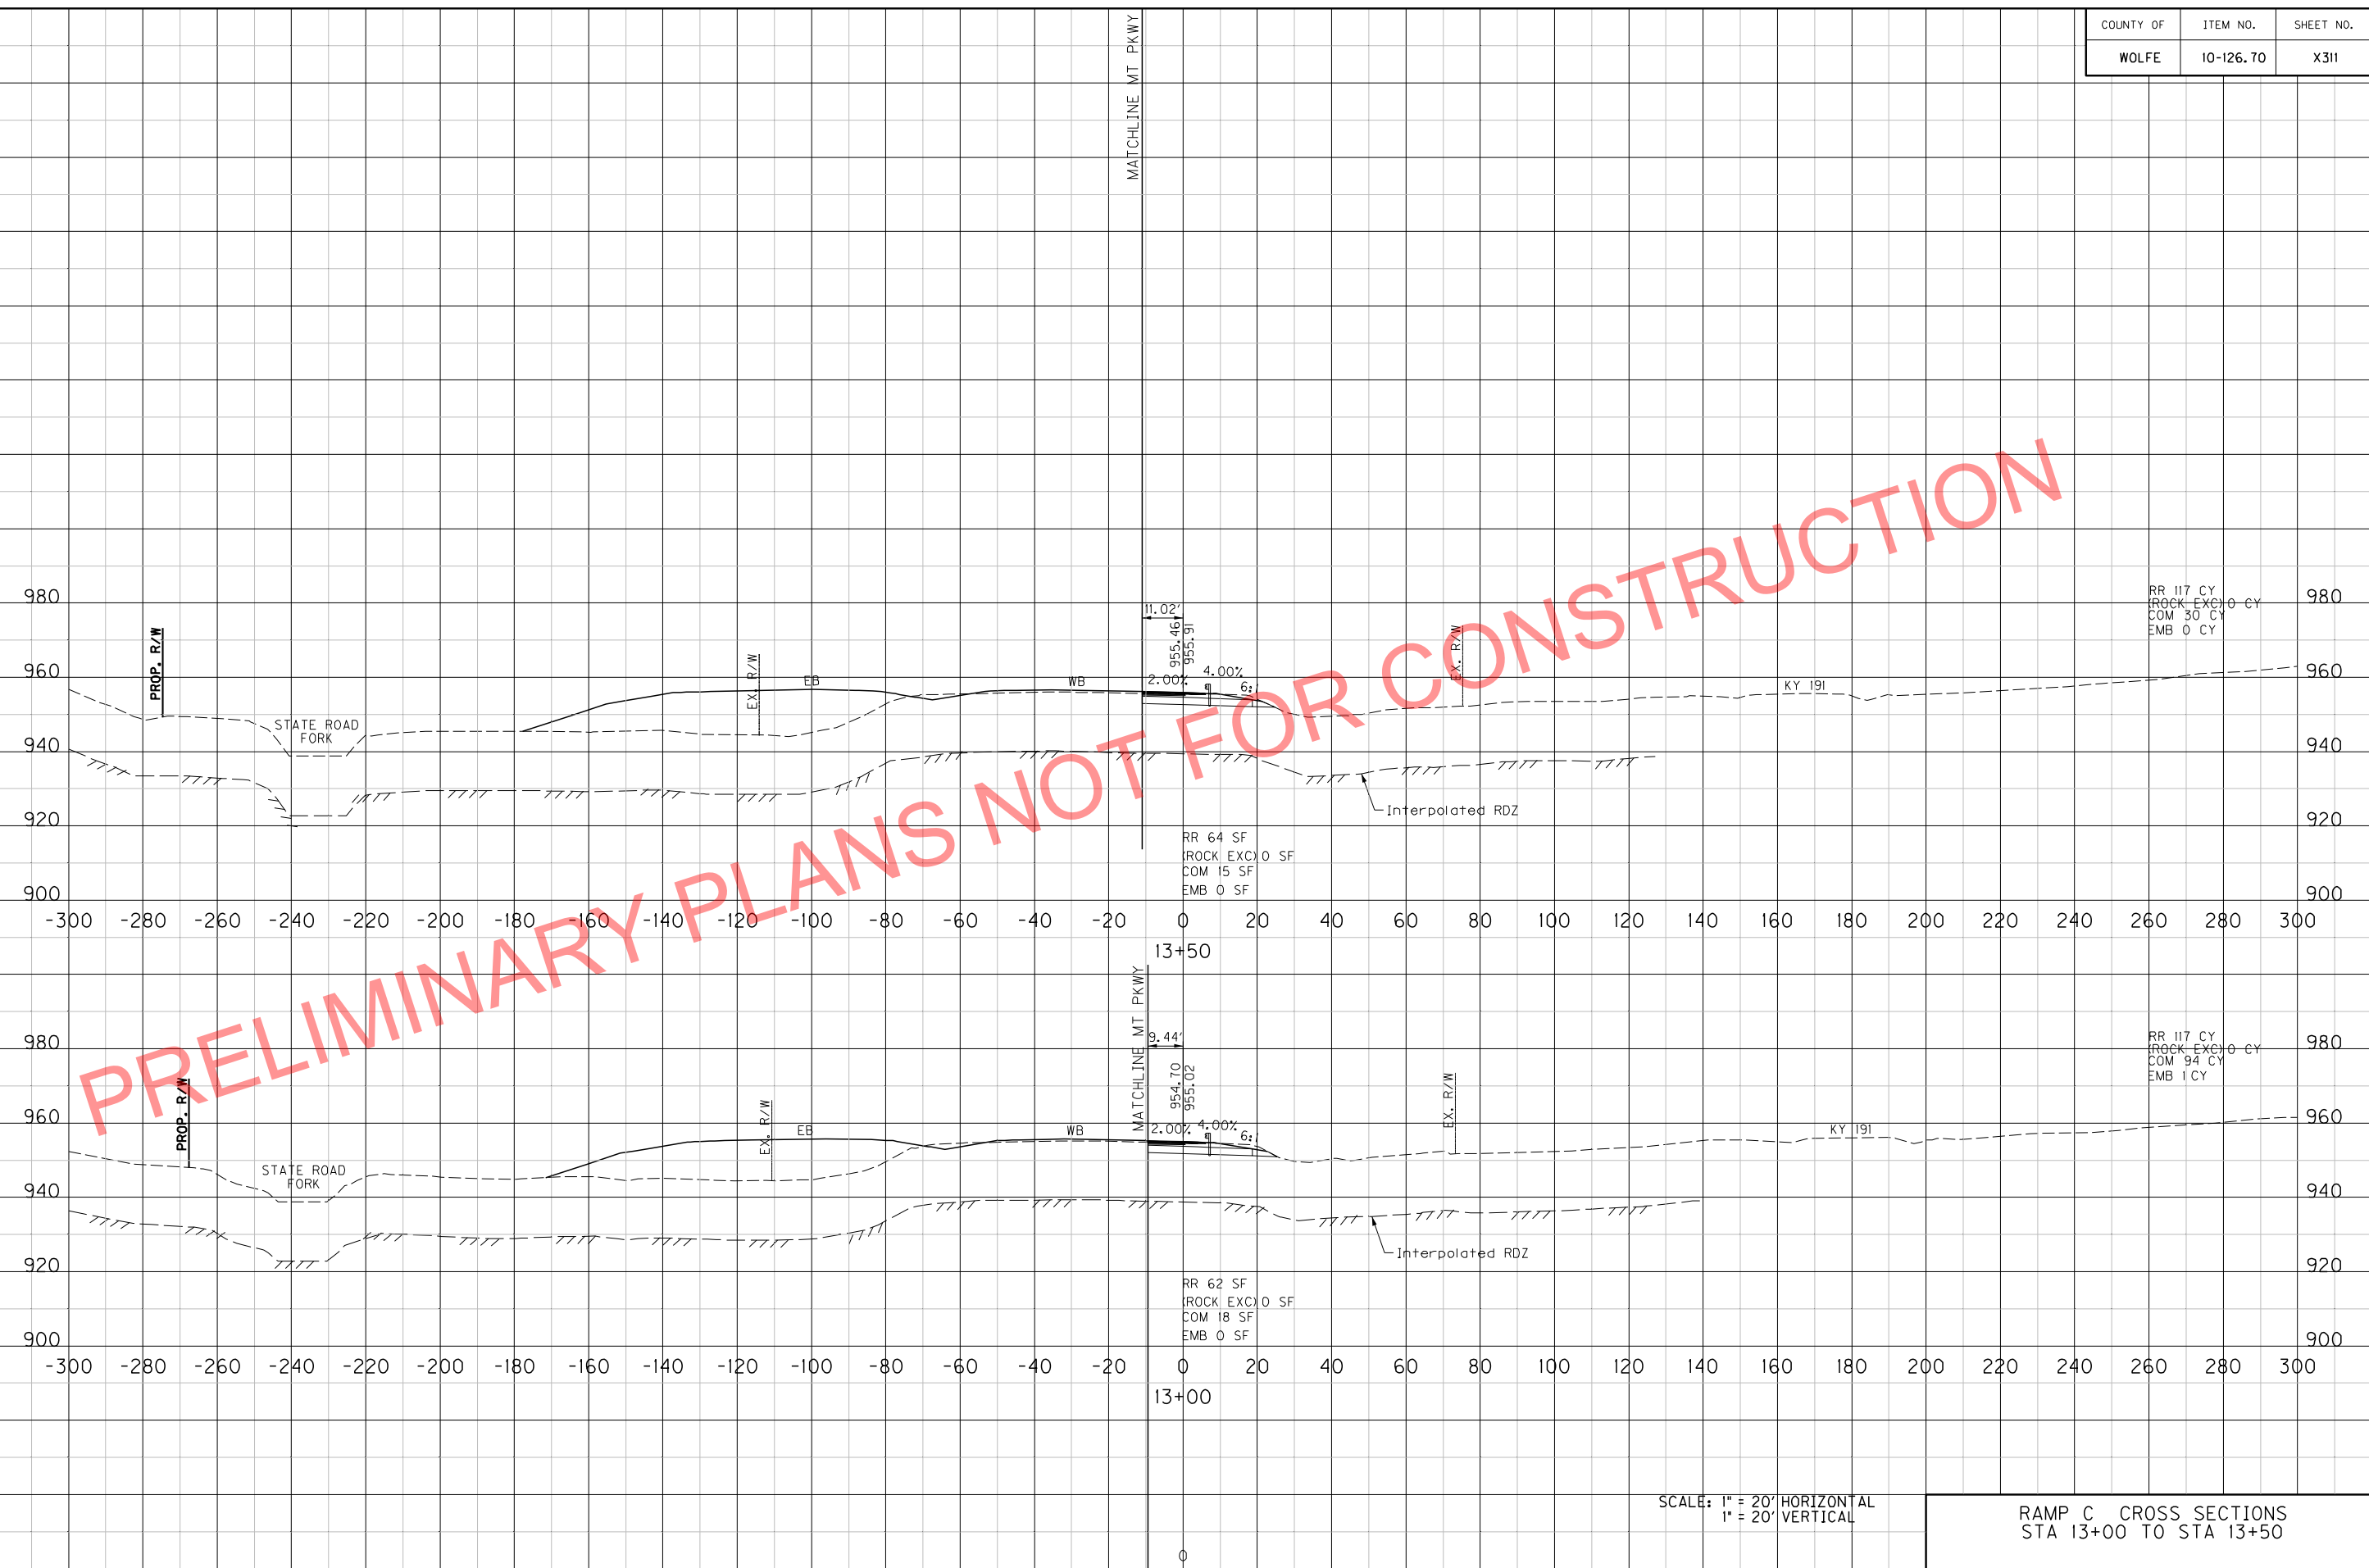 COUNTY OF ITEM NO. SHEET NO.
WOLFE 10-126.70 X311
MATCHLINE MT PKWY
PRELIMINARY PLANS NOT FOR CONSTRUCTION
980 980
RR 117 CY
(ROCK EXC) 0 CY
COM 30 CY
EMB 0 CY
11.02'
955.46
955.91
PROP. R/W
EX. R/W
EX. R/W
4.00%
2.00%
6:1
960 960
EB
WB
KY 191
STATE ROAD
FORK
940 940
Interpolated RDZ
920 920
RR 64 SF
(ROCK EXC) 0 SF
COM 15 SF
EMB 0 SF
900 900
-300 -280 -260 -240 -220 -200 -180 -160 -140 -120 -100 -80 -60 -40 -20 0 20 40 60 80 100 120 140 160 180 200 220 240 260 280 300
13+50
MATCHLINE MT PKWY
980 980
RR 117 CY
(ROCK EXC) 0 CY
COM 94 CY
EMB 1 CY
9.44'
954.70
955.02
PROP. R/W
EX. R/W
EX. R/W
960 960
2.00% 4.00%
6:1
EB
WB
KY 191
STATE ROAD
FORK
940 940
Interpolated RDZ
920 920
RR 62 SF
(ROCK EXC) 0 SF
COM 18 SF
EMB 0 SF
900 900
-300 -280 -260 -240 -220 -200 -180 -160 -140 -120 -100 -80 -60 -40 -20 0 20 40 60 80 100 120 140 160 180 200 220 240 260 280 300
13+00
SCALE: 1" = 20' HORIZONTAL
1" = 20' VERTICAL
RAMP C CROSS SECTIONS
STA 13+00 TO STA 13+50
0